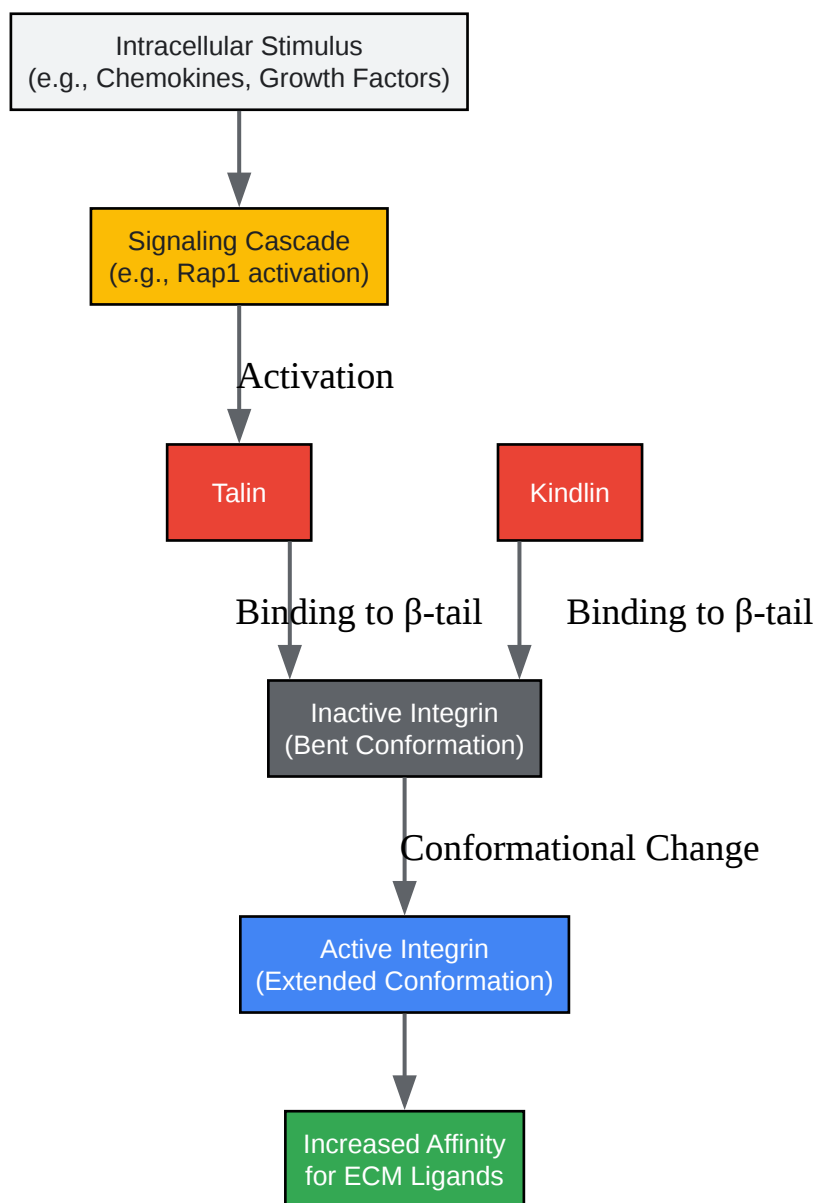 Intracellular Stimulus
(e.g., Chemokines, Growth Factors)
Signaling Cascade
(e.g., Rap1 activation)
Activation
Talin
Kindlin
Binding to β-tail
Binding to β-tail
Inactive Integrin
(Bent Conformation)
Conformational Change
Active Integrin
(Extended Conformation)
Increased Affinity
for ECM Ligands